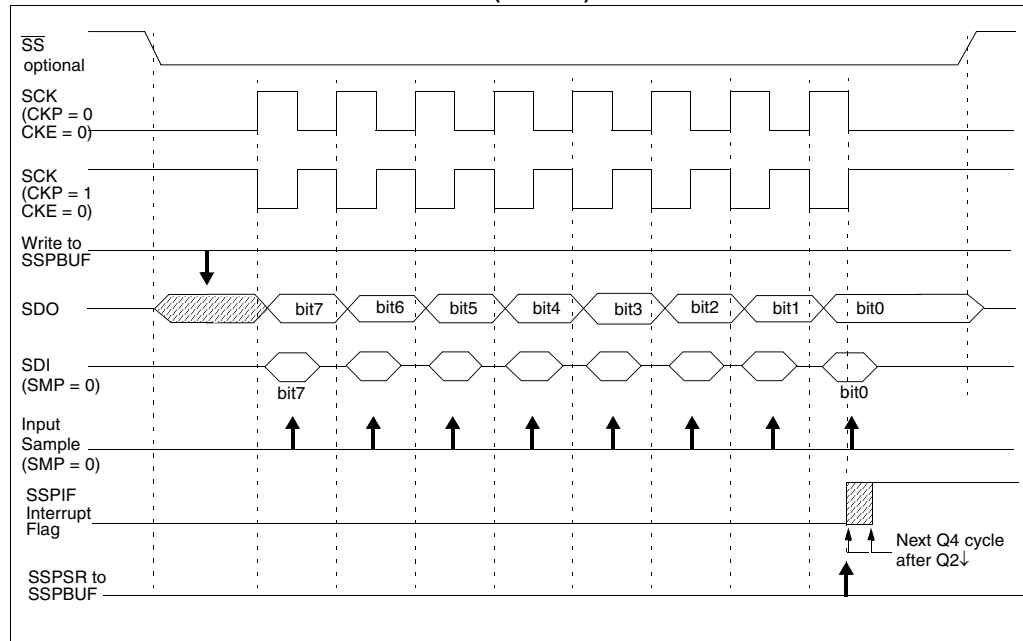 SS
optional
SCK
(CKP = 0
CKE = 0)
SCK
(CKP = 1
CKE = 0)
Write to
SSPBUF
SDO
bit7 bit6 bit5 bit4 bit3 bit2 bit1 bit0
SDI
(SMP = 0)
bit7 bit0
Input
Sample
(SMP = 0)
SSPIF
Interrupt
Flag
Next Q4 cycle
after Q2↓
SSPSR to
SSPBUF